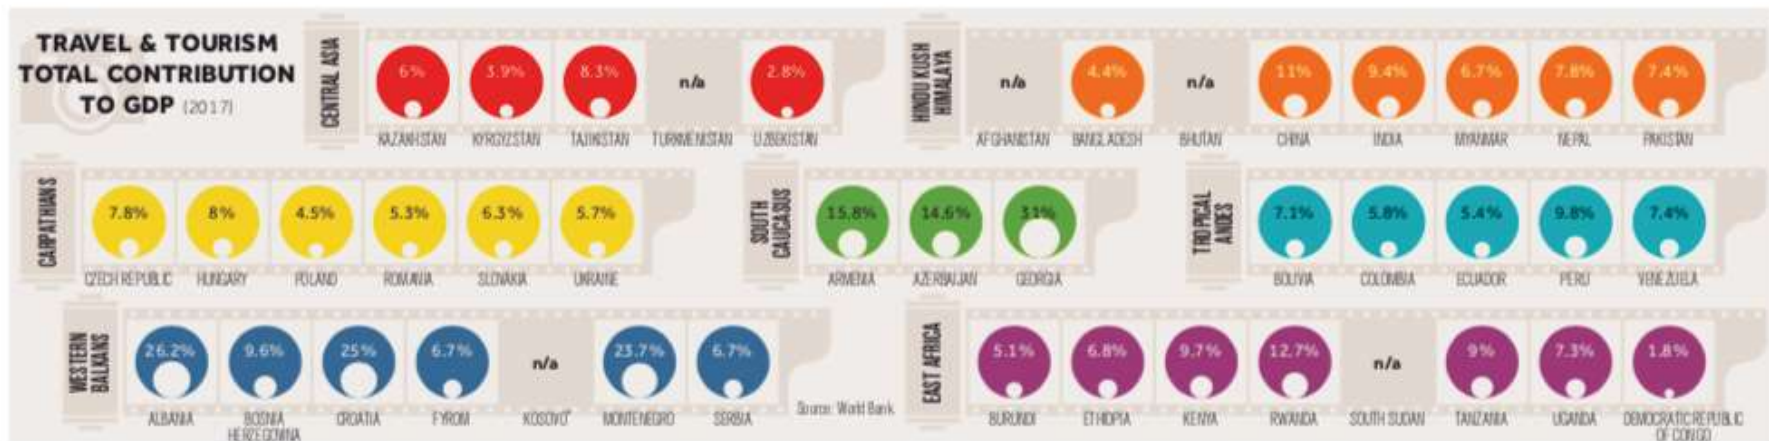 TRAVEL & TOURISM
TOTAL CONTRIBUTION
TO GDP (2017)
CENTRAL ASIA
6% 3.9% 8.3% n/a 2.8%
KAZAKHSTAN KYRGYZSTAN TAJIKISTAN TURKMENISTAN UZBEKISTAN
HINDU KUSH
HIMALAYA
n/a 4.4% n/a 11% 9.4% 6.7% 7.8% 7.4%
AFGHANISTAN BANGLADESH BHUTAN CHINA INDIA MYANMAR NEPAL PAKISTAN
CARPATHIANS
7.8% 8% 4.5% 5.3% 6.3% 5.7%
CZECH REPUBLIC HUNGARY POLAND ROMANIA SLOVAKIA UKRAINE
SOUTH
CAUCASUS
15.8% 14.6% 31%
ARMENIA AZERBAIJAN GEORGIA
TROPICAL
ANDES
7.1% 5.8% 5.4% 9.8% 7.4%
BOLIVIA COLOMBIA ECUADOR PERU VENEZUELA
WESTERN
BALKANS
26.2% 9.6% 25% 6.7% n/a 23.7% 6.7%
ALBANIA BOSNIA CROATIA FYROM KOSOVO* MONTENEGRO SERBIA
HERZEGOVINA
Source: World Bank
EAST AFRICA
5.1% 6.8% 9.7% 12.7% n/a 9% 7.3% 1.8%
BURUNDI ETHIOPIA KENYA RWANDA SOUTH SUDAN TANZANIA UGANDA DEMOCRATIC REPUBLIC
OF CONGO